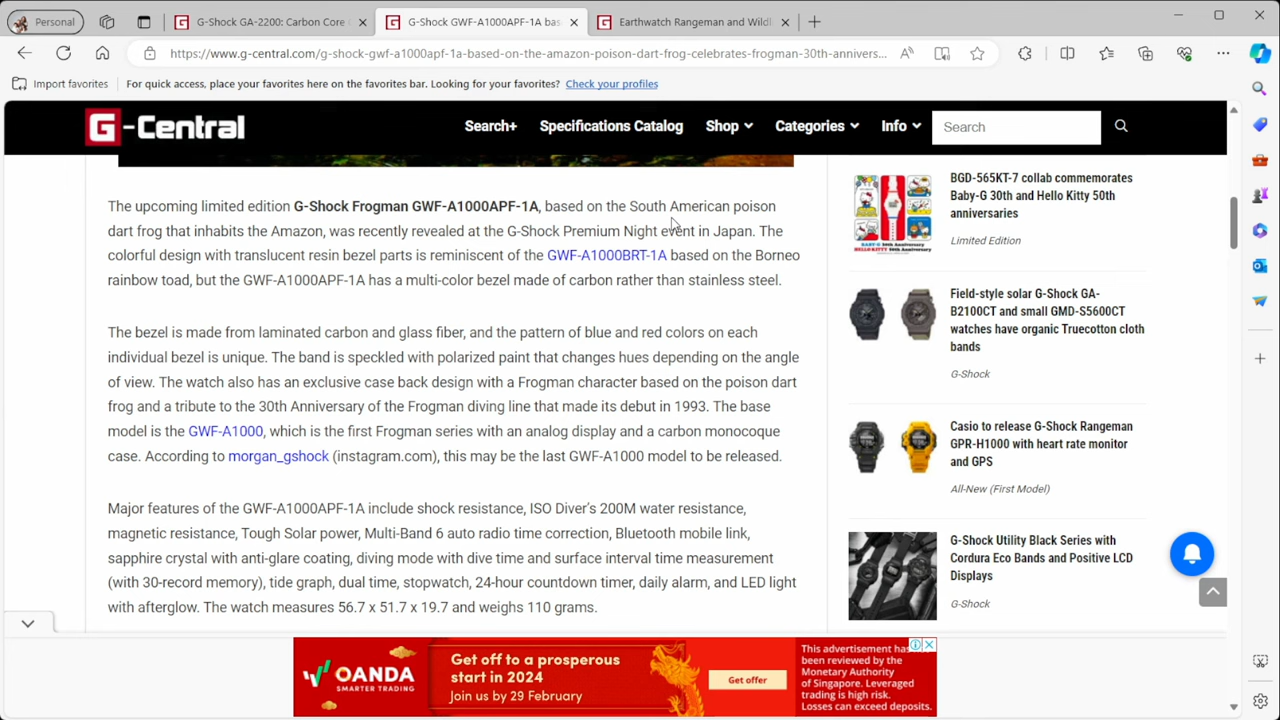 Personal
G-Shock GA-2200: Carbon Core
G-Shock GWF-A1000APF-1A bas
Earthwatch Rangeman and Wildl
https://www.g-central.com/g-shock-gwf-a1000apf-1a-based-on-the-amazon-poison-dart-frog-celebrates-frogman-30th-annivers...
Import favorites
For quick access, place your favorites here on the favorites bar. Looking for your favorites? Check your profiles
G-Central
Search+
Specifications Catalog
Shop
Categories
Info
Search
The upcoming limited edition G-Shock Frogman GWF-A1000APF-1A, based on the South American poison
dart frog that inhibits the Amazon, was recently revealed at the G-Shock Premium Night event in Japan. The
colorful design with translucent resin bezel parts is reminiscent of the GWF-A1000BRT-1A based on the Borneo
rainbow toad, but the GWF-A1000APF-1A has a multi-color bezel made of carbon rather than stainless steel.
The bezel is made from laminated carbon and glass fiber, and the pattern of blue and red colors on each
individual bezel is unique. The band is speckled with polarized paint that changes hues depending on the angle
of view. The watch also has an exclusive case back design with a Frogman character based on the poison dart
frog and a tribute to the 30th Anniversary of the Frogman diving line that made its debut in 1993. The base
model is the GWF-A1000, which is the first Frogman series with an analog display and a carbon monocoque
case. According to morgan_gshock (instagram.com), this may be the last GWF-A1000 model to be released.
Major features of the GWF-A1000APF-1A include shock resistance, ISO Diver's 200M water resistance,
magnetic resistance, Tough Solar power, Multi-Band 6 auto radio time correction, Bluetooth mobile link,
sapphire crystal with anti-glare coating, diving mode with dive time and surface interval time measurement
(with 30-record memory), tide graph, dual time, stopwatch, 24-hour countdown timer, daily alarm, and LED light
with afterglow. The watch measures 56.7 x 51.7 x 19.7 and weighs 110 grams.
BGD-565KT-7 collab commemorates
Baby-G 30th and Hello Kitty 50th
anniversaries
Limited Edition
Field-style solar G-Shock GA-
B2100CT and small GMD-S5600CT
watches have organic Truecotton cloth
bands
G-Shock
Casio to release G-Shock Rangeman
GPR-H1000 with heart rate monitor
and GPS
All-New (First Model)
G-Shock Utility Black Series with
Cordura Eco Bands and Positive LCD
Displays
G-Shock
OANDA
SMARTER TRADING
Get off to a prosperous
start in 2024
Join us by 29 February
Get offer
This advertisement has
been reviewed by the
Monetary Authority
of Singapore. Leveraged
trading is high risk.
Losses can exceed deposits.